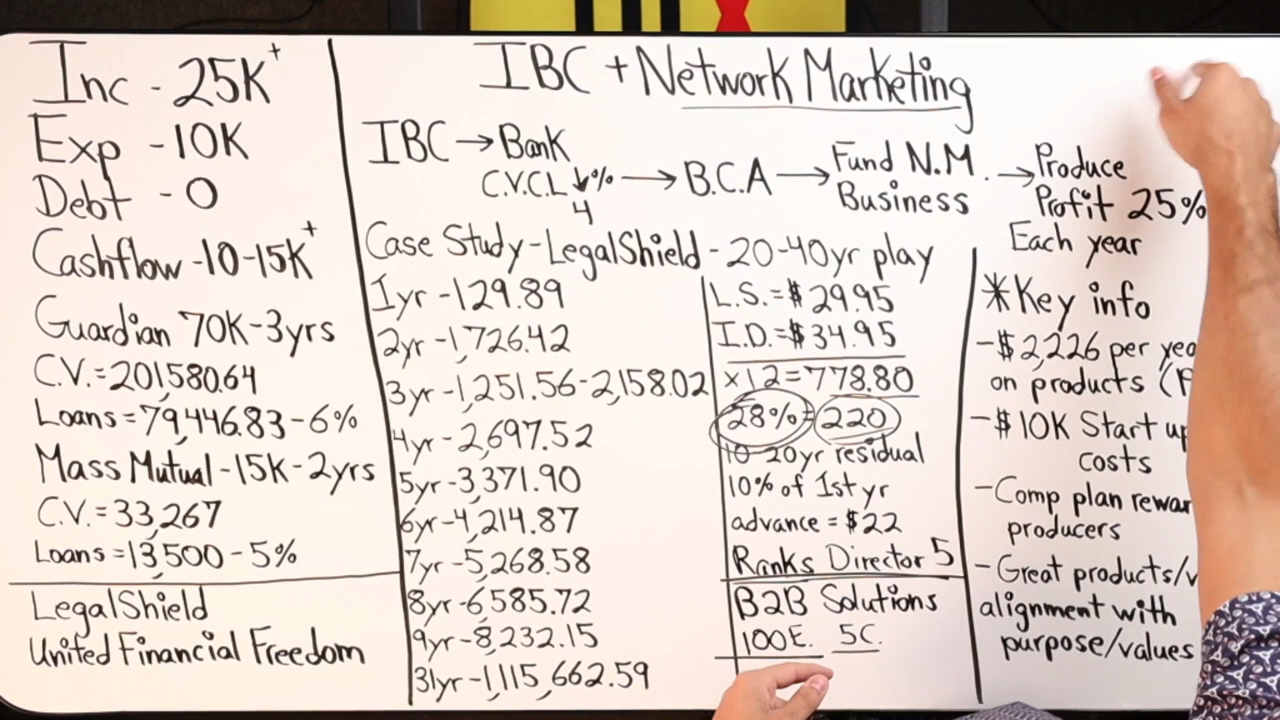 Inc - 25K+
Exp - 10K
Debt - 0
Cashflow - 10-15K+
Guardian 70K-3yrs
C.V. = 201,580.64
Loans = 79,446.83 - 6%
Mass Mutual - 15K - 2yrs
C.V. = 33,267
Loans = 13,500 - 5%
LegalShield
United Financial Freedom
IBC + Network Marketing
IBC → Bank
C.V.C.L ↓% → B.C.A → Fund N.M. → Produce
4
Business
Profit 25%
Each year
Case Study - LegalShield - 20-40yr play
1yr - 129.89
2yr - 1,726.42
3yr - 1,251.56 - 2,158.02
4yr - 2,697.52
5yr - 3,371.90
6yr - 4,214.87
7yr - 5,268.58
8yr - 6,585.72
9yr - 8,232.15
31yr - 1,115,662.59
L.S. = $29.95
I.D. = $34.95
x12 = 778.80
28% = 220
10-20yr residual
10% of 1st yr
advance = $22
Ranks Director 5
B2B Solutions
100E. 5C.
*Key info
- $2,226 per
on products
- $10K Start up
costs
- Comp plan
producers
- Great products/
alignment with
purpose/values